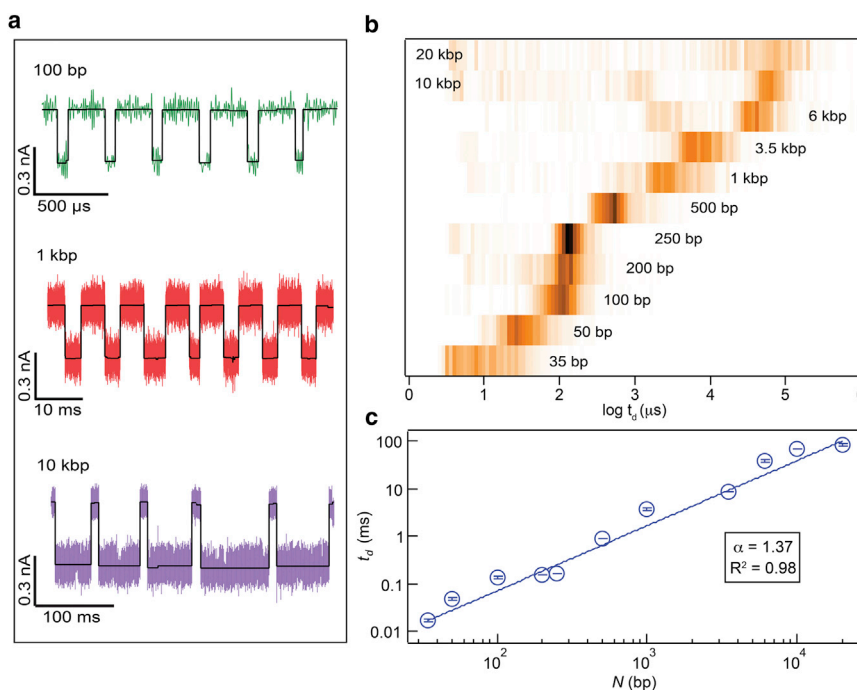 a
100 bp
0.3 nA
500 µs
1 kbp
0.3 nA
10 ms
10 kbp
0.3 nA
100 ms
b
20 kbp
10 kbp
6 kbp
3.5 kbp
1 kbp
500 bp
250 bp
200 bp
100 bp
50 bp
35 bp
0 1 2 3 4 5 6
log t_d (µs)
c
100
10
1
0.1
0.01
t_d (ms)
α = 1.37
R² = 0.98
10² 10³ 10⁴
N (bp)